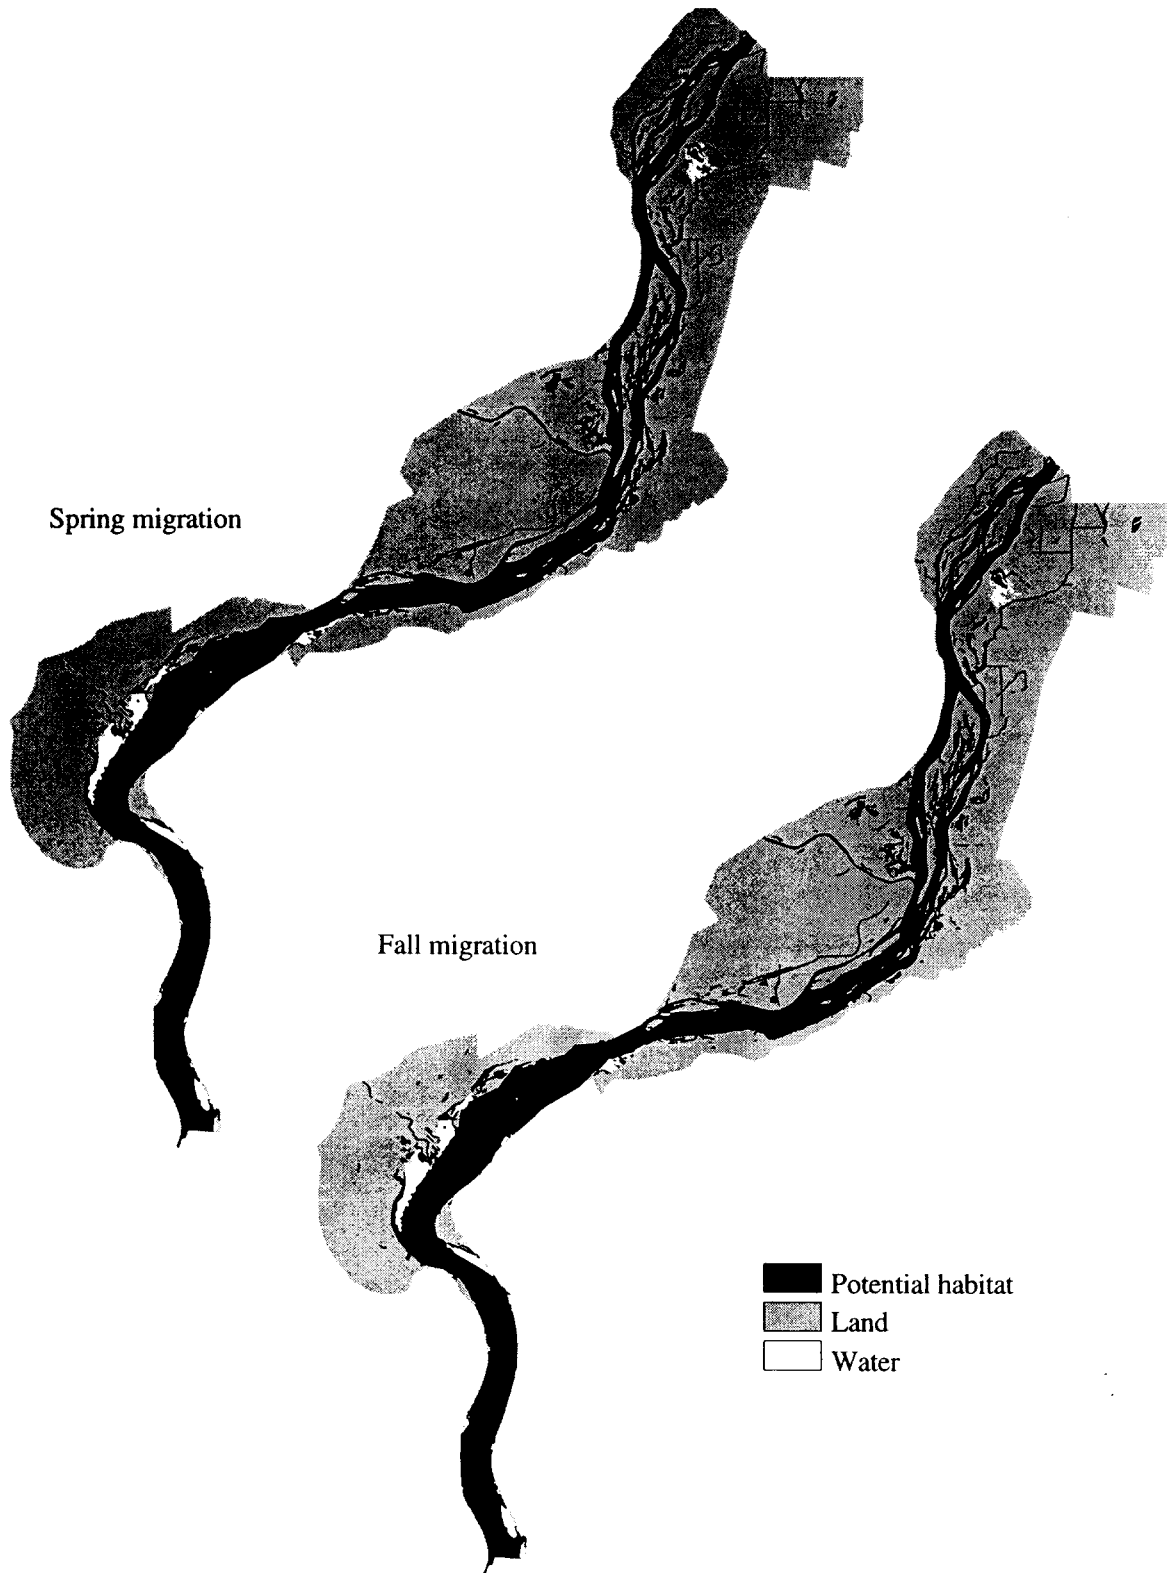 Spring migration
Fall migration
Potential habitat
Land
Water